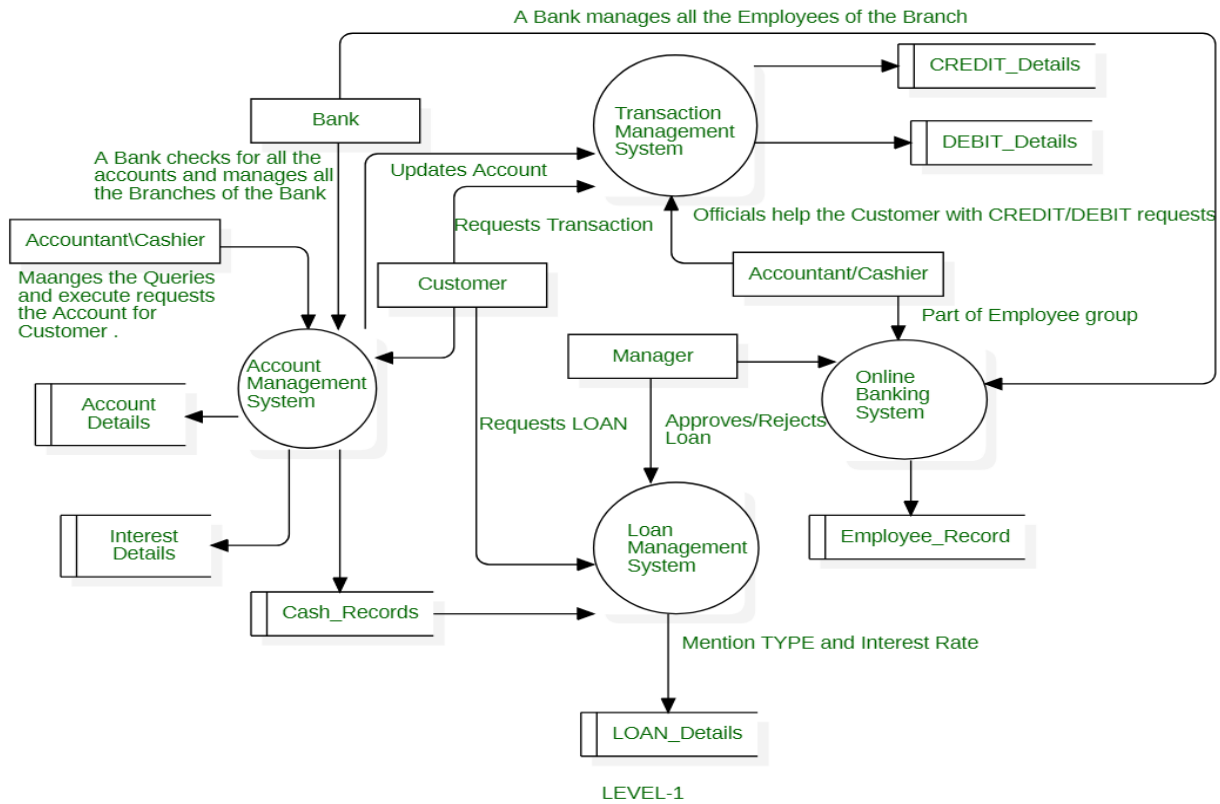 A Bank manages all the Employees of the Branch
CREDIT_Details
Transaction
Management
System
Bank
DEBIT_Details
A Bank checks for all the
accounts and manages all
the Branches of the Bank
Updates Account
Requests Transaction
Officials help the Customer with CREDIT/DEBIT requests
Accountant\Cashier
Maanges the Queries
and execute requests
the Account for
Customer .
Customer
Accountant/Cashier
Part of Employee group
Manager
Account
Management
System
Online
Banking
System
Account
Details
Requests LOAN
Approves/Rejects
Loan
Interest
Details
Loan
Management
System
Employee_Record
Cash_Records
Mention TYPE and Interest Rate
LOAN_Details
LEVEL-1